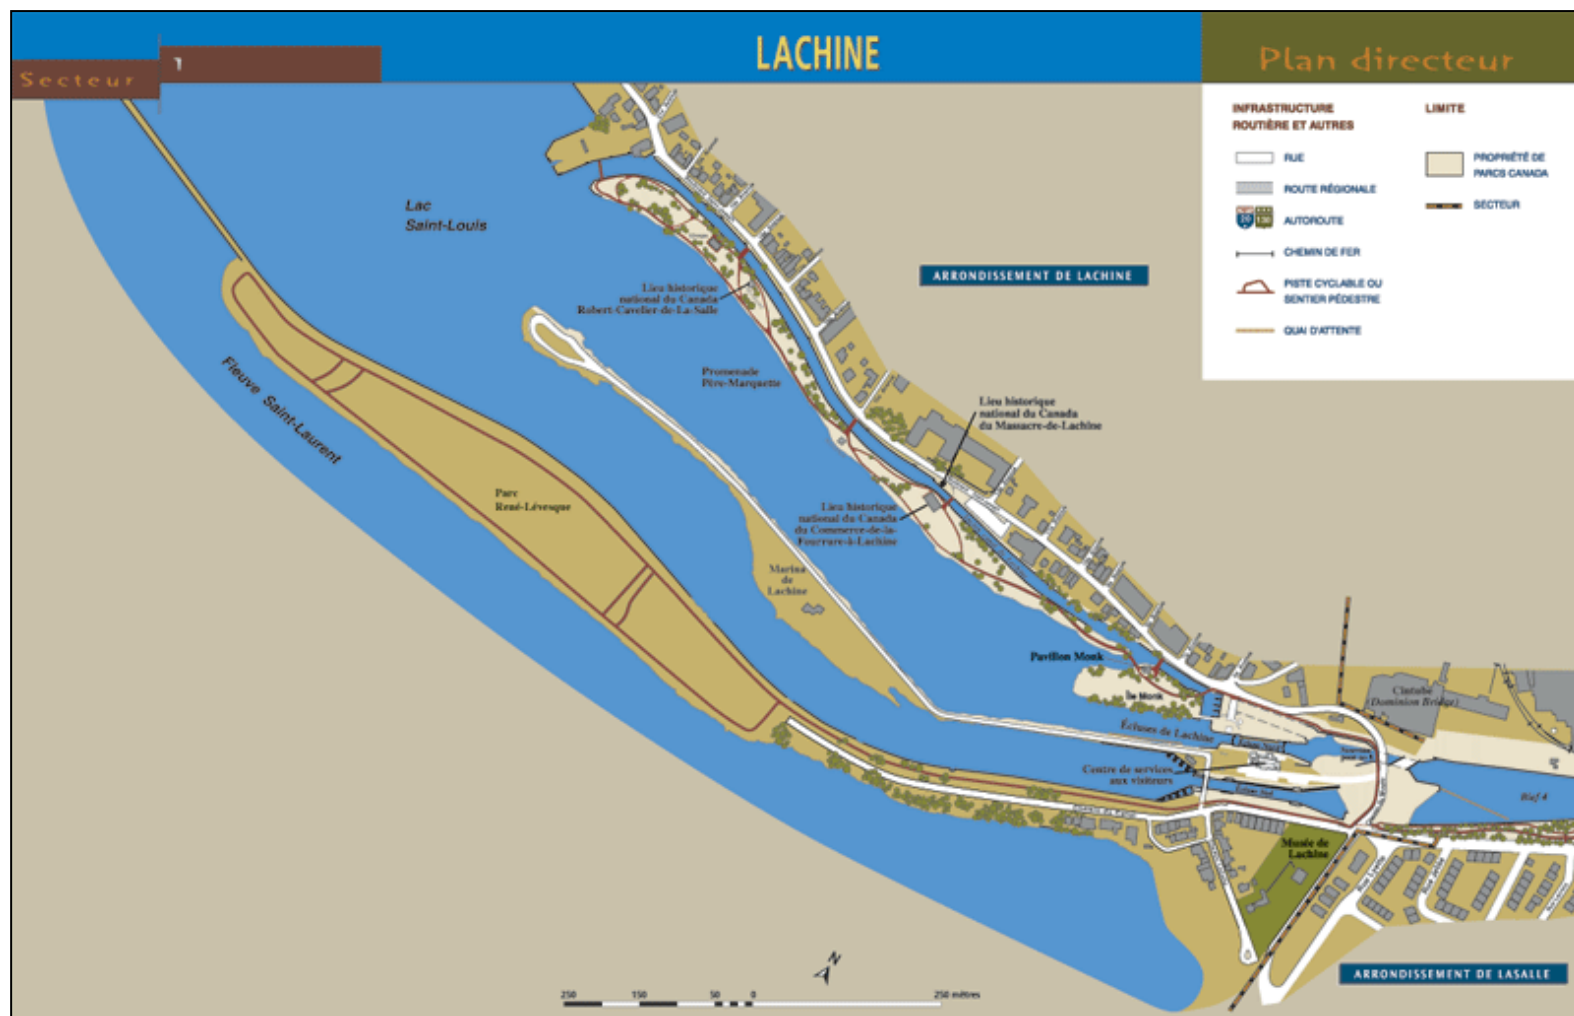 LACHINE
Plan directeur
Secteur
1
INFRASTRUCTURE
ROUTIÈRE ET AUTRES
RUE
ROUTE RÉGIONALE
20
AUTOROUTE
CHEMIN DE FER
PISTE CYCLABLE OU
SENTIER PÉDESTRE
QUAI D'ATTENTE
LIMITE
PROPRIÉTÉ DE
PARCS CANADA
SECTEUR
Lac
Saint-Louis
ARRONDISSEMENT DE LACHINE
Lieu historique
national du Canada
Robert-Cavelier-de-La-Salle
Fleuve Saint-Laurent
Promenade
Père-Marquette
Lieu historique
national du Canada
du Massacre-de-Lachine
Parc
René-Lévesque
Lieu historique
national du Canada
du Commerce-de-la-
Fourrure-à-Lachine
Marina
de
Lachine
Pavillon Monk
Île Monk
Cintube
(Dominion Bridge)
Écluses de Lachine
Centre de services
aux visiteurs
Bief 4
Musée de
Lachine
Rue Lyette
N
ARRONDISSEMENT DE LASALLE
250 150 50 0 250 mètres